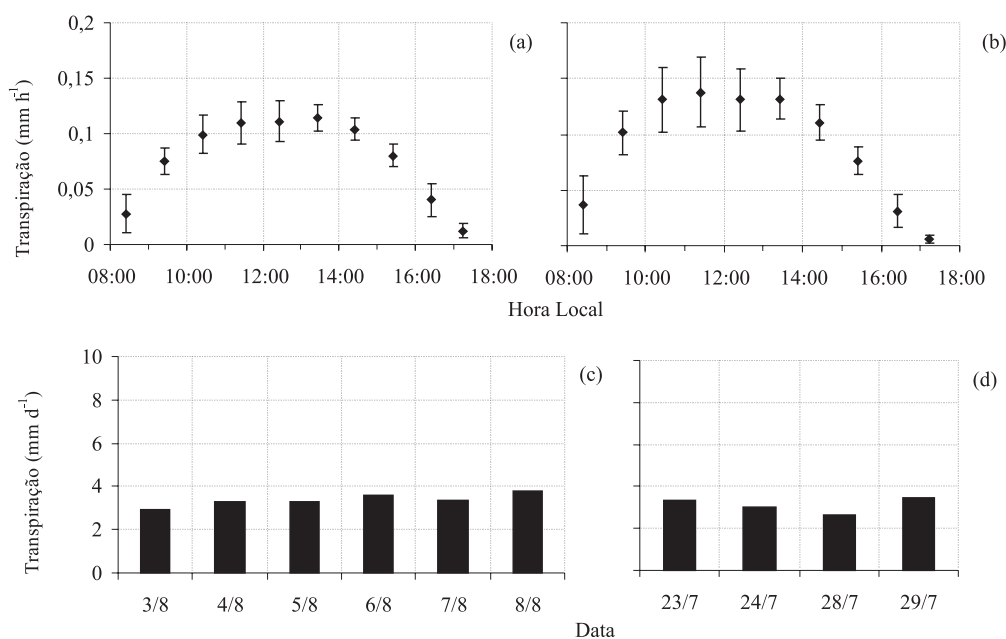 0,2
0,15
0,1
0,05
0
Transpiração (mm h⁻¹)
(a)
(b)
08:00 10:00 12:00 14:00 16:00 18:00
08:00 10:00 12:00 14:00 16:00 18:00
Hora Local
10
8
6
4
2
0
Transpiração (mm d⁻¹)
(c)
(d)
3/8 4/8 5/8 6/8 7/8 8/8
23/7 24/7 28/7 29/7
Data